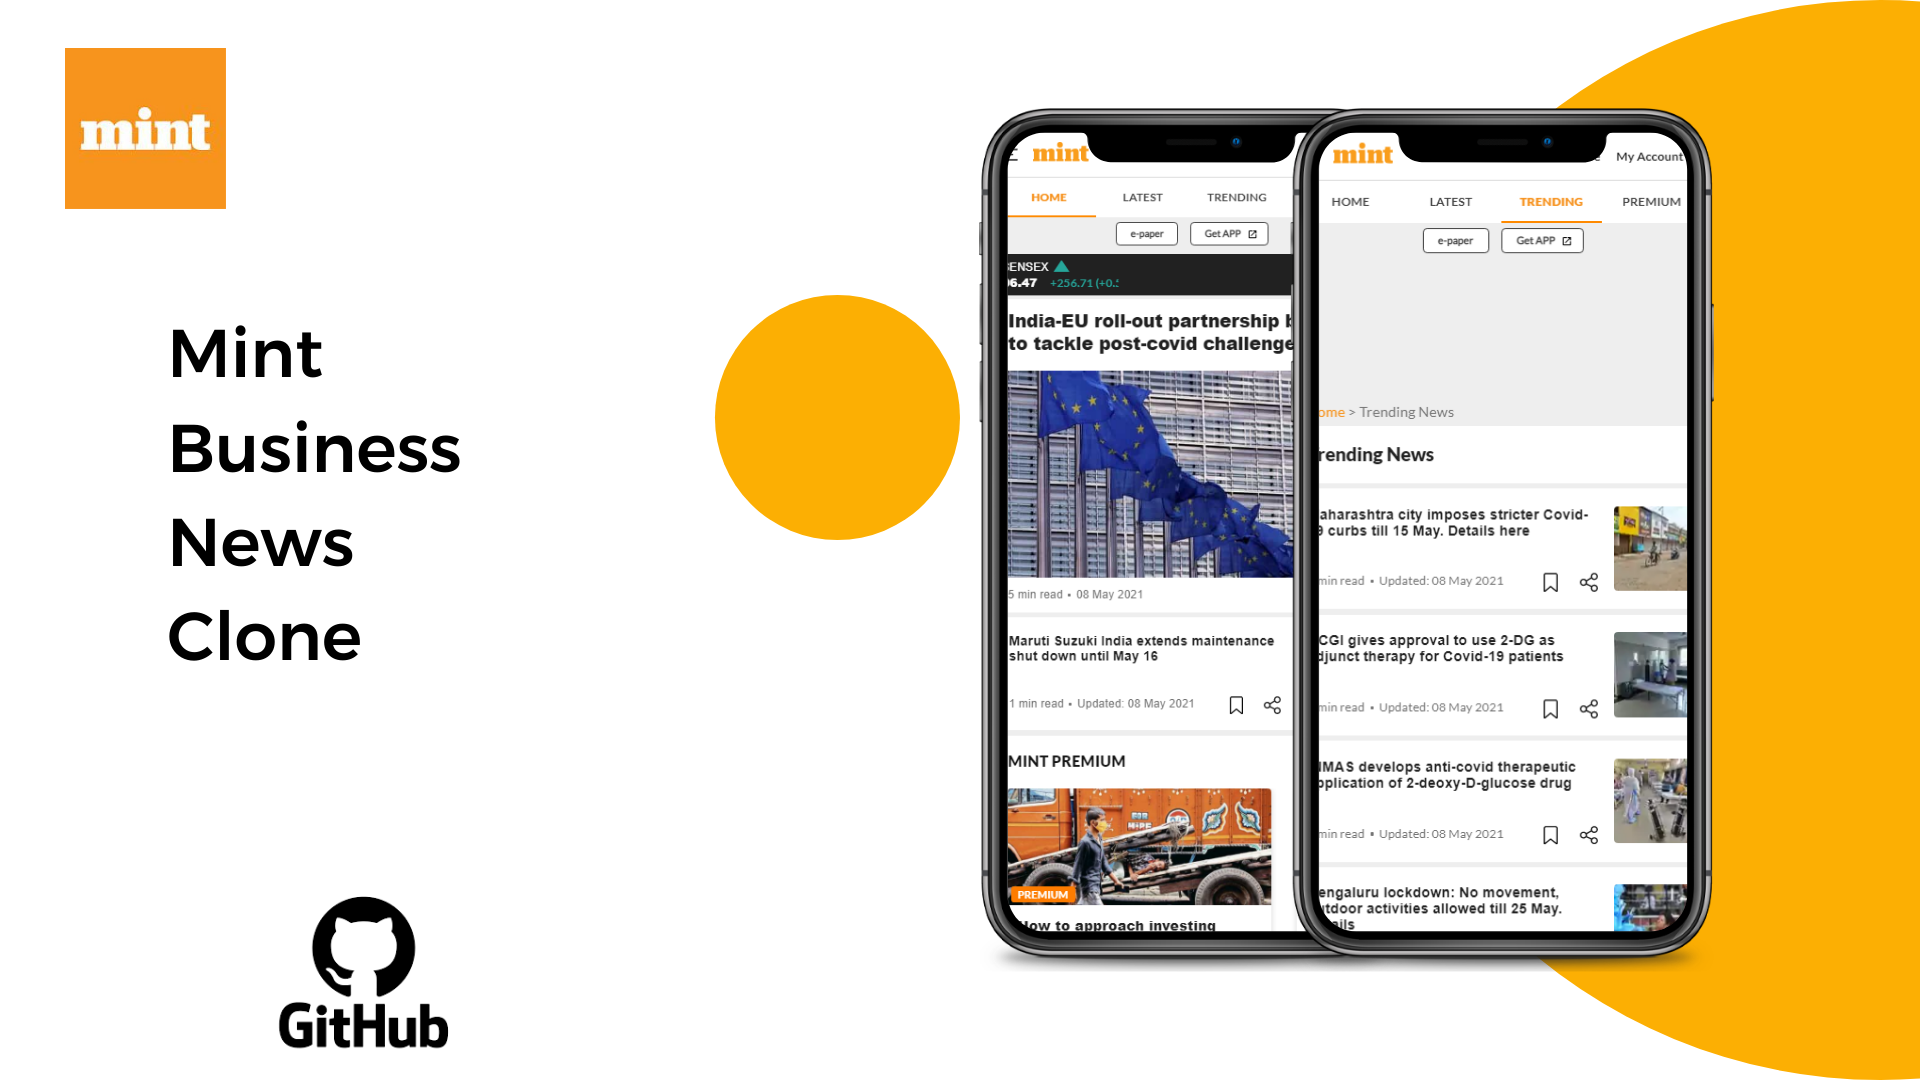 mint
Mint
Business
News
Clone
GitHub
mint
HOME LATEST TRENDING
e-paper Get APP
ENSEX
6.47 +256.71 (+0.
India-EU roll-out partnership
to tackle post-covid challenge
5 min read • 08 May 2021
Maruti Suzuki India extends maintenance
shut down until May 16
1 min read • Updated: 08 May 2021
MINT PREMIUM
PREMIUM
How to approach investing
mint
My Account
HOME LATEST TRENDING PREMIUM
e-paper Get APP
ome > Trending News
rending News
aharashtra city imposes stricter Covid-
9 curbs till 15 May. Details here
min read • Updated: 08 May 2021
CGI gives approval to use 2-DG as
djunct therapy for Covid-19 patients
min read • Updated: 08 May 2021
NMAS develops anti-covid therapeutic
pplication of 2-deoxy-D-glucose drug
min read • Updated: 08 May 2021
engaluru lockdown: No movement,
utdoor activities allowed till 25 May.
ails